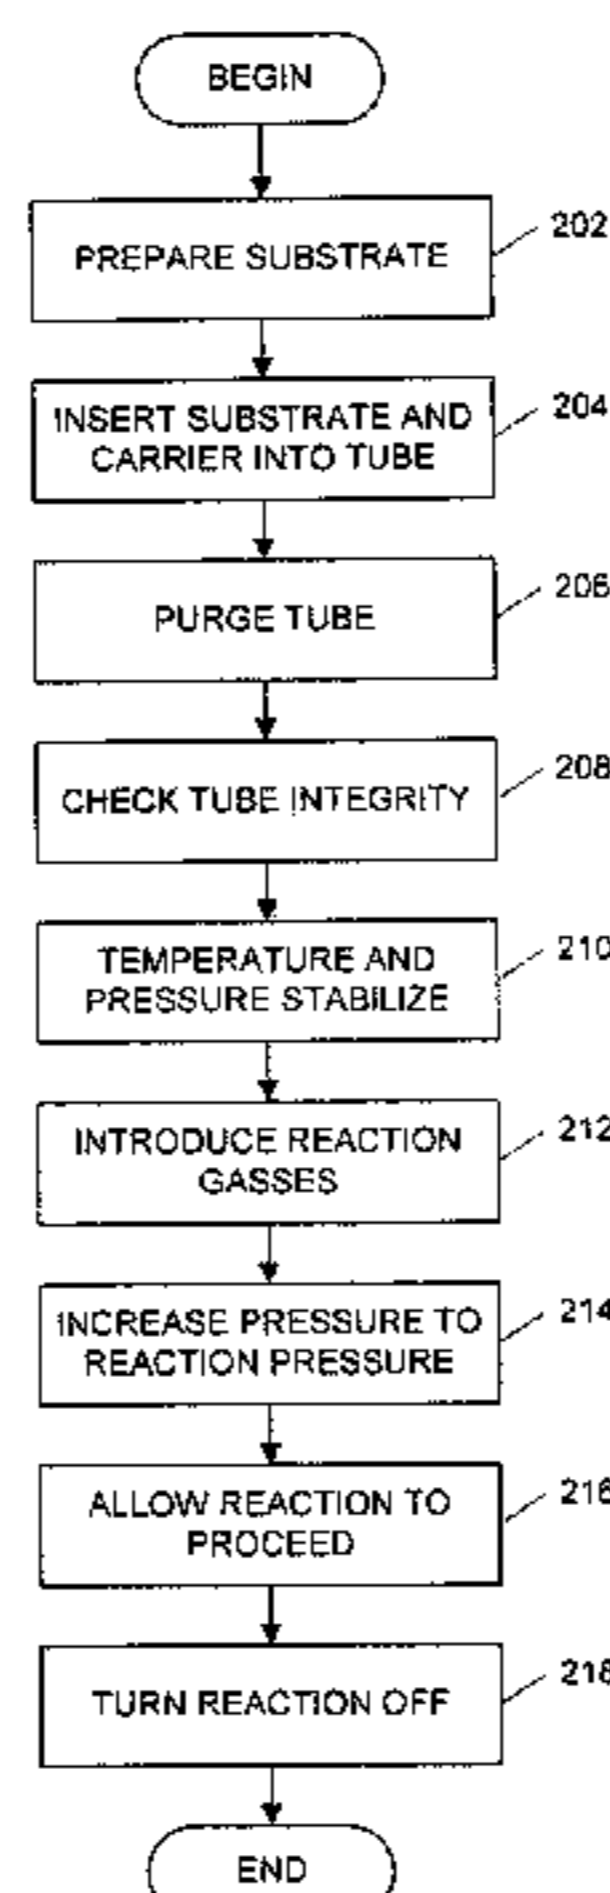 BEGIN
PREPARE SUBSTRATE
202
INSERT SUBSTRATE AND
CARRIER INTO TUBE
204
PURGE TUBE
206
CHECK TUBE INTEGRITY
208
TEMPERATURE AND
PRESSURE STABILIZE
210
INTRODUCE REACTION
GASSES
212
INCREASE PRESSURE TO
REACTION PRESSURE
214
ALLOW REACTION TO
PROCEED
216
TURN REACTION OFF
218
END